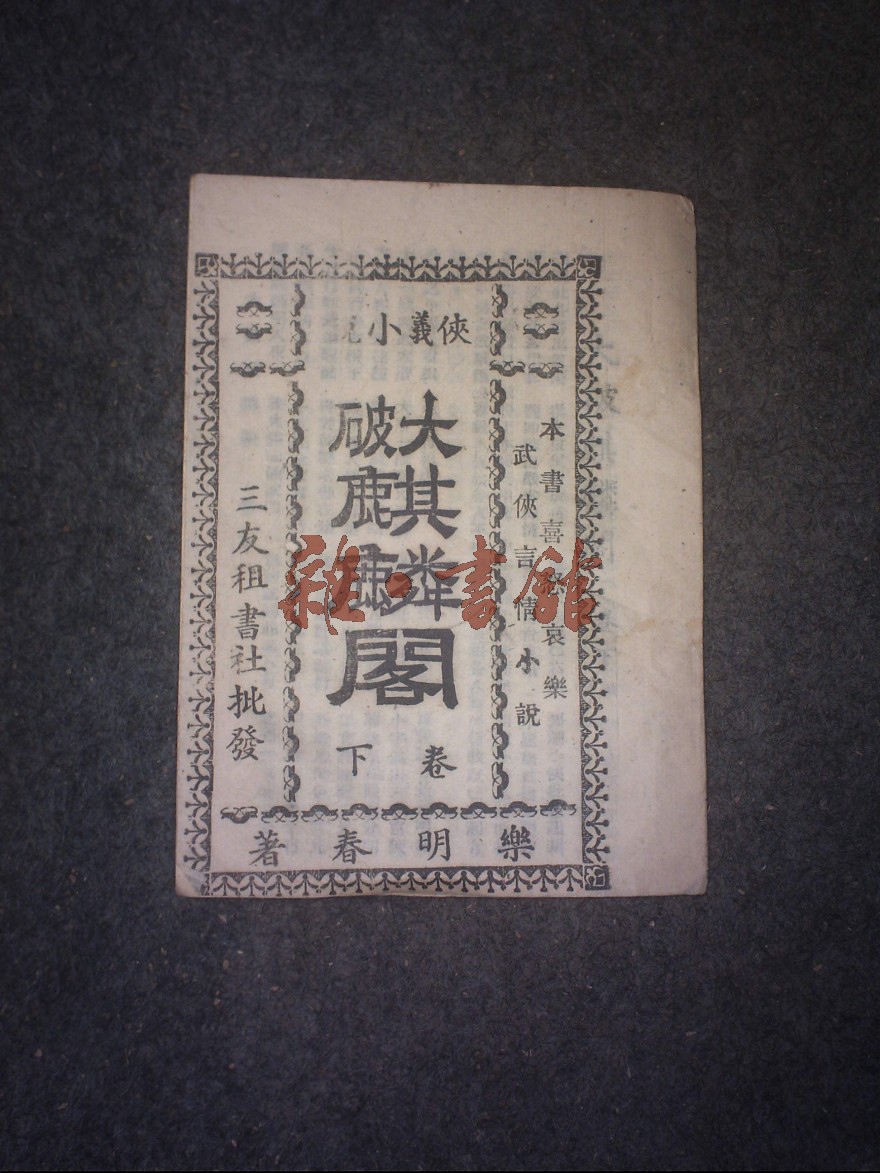 俠義小説
本書喜怒哀樂
武俠言情小說
大破麒麟閣
卷下
三友租書社批發
樂明春著
雜·書館